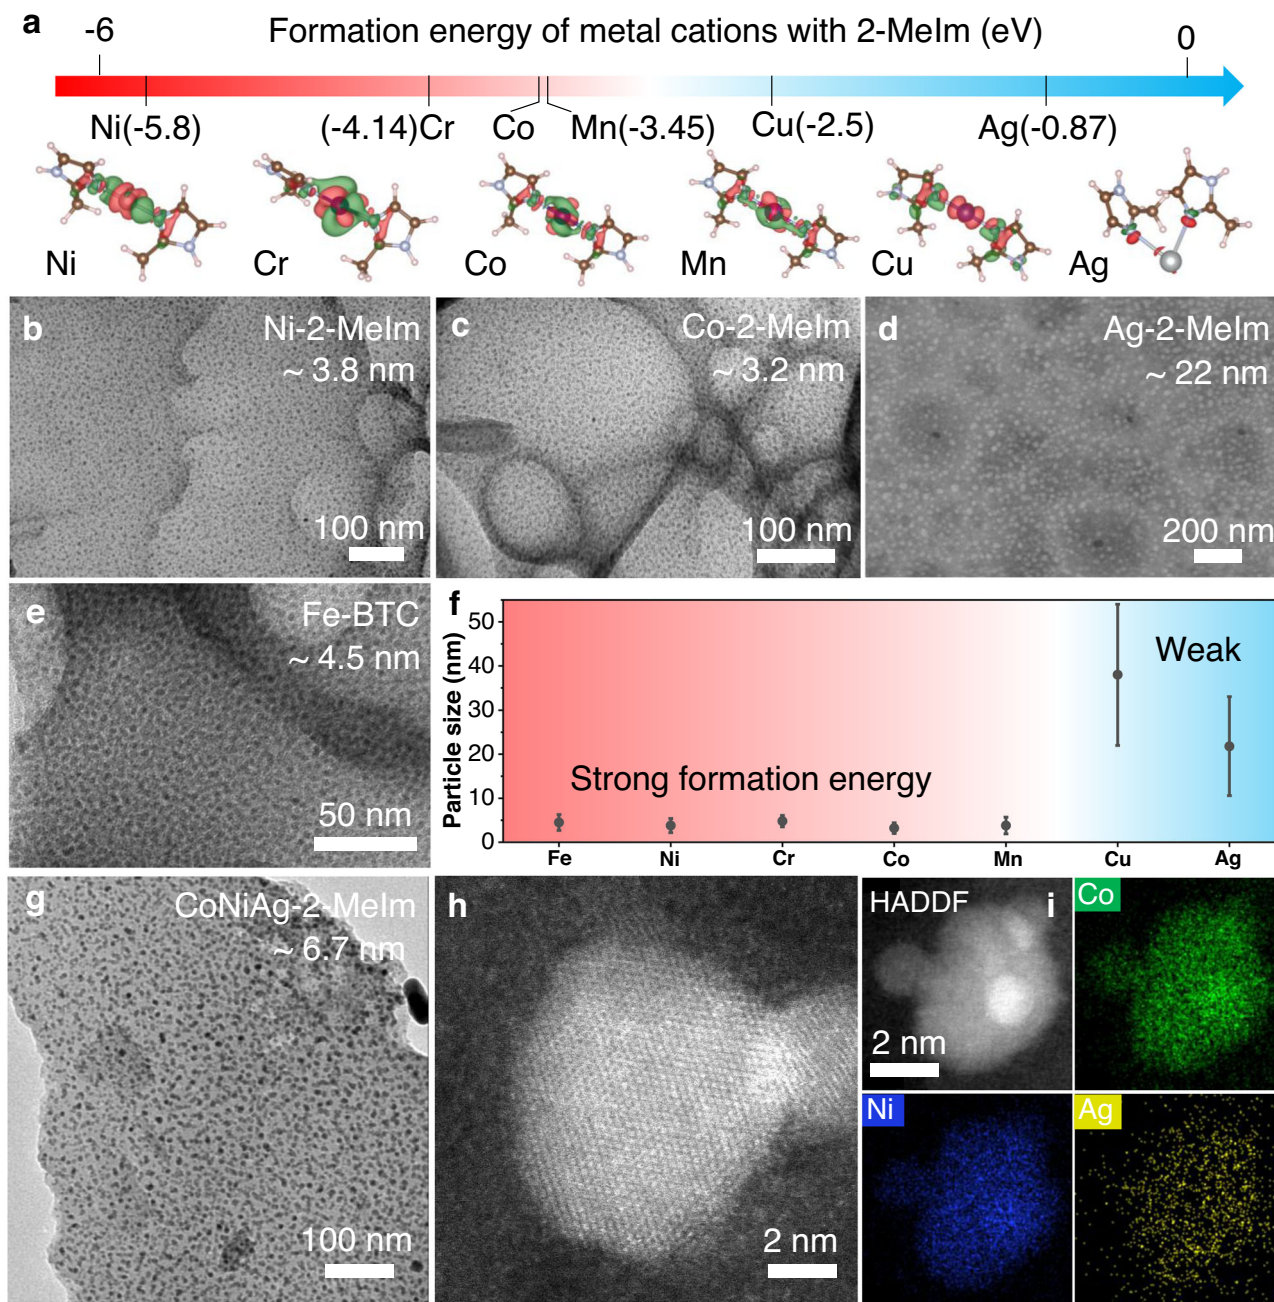 a
-6
Formation energy of metal cations with 2-MeIm (eV)
0
Ni(-5.8)
(-4.14)Cr
Co
Mn(-3.45)
Cu(-2.5)
Ag(-0.87)
Ni
Cr
Co
Mn
Cu
Ag
b
Ni-2-MeIm
~ 3.8 nm
100 nm
c
Co-2-MeIm
~ 3.2 nm
100 nm
d
Ag-2-MeIm
~ 22 nm
200 nm
e
Fe-BTC
~ 4.5 nm
50 nm
f
Particle size (nm)
50
40
30
20
10
0
Weak
Strong formation energy
Fe
Ni
Cr
Co
Mn
Cu
Ag
g
CoNiAg-2-MeIm
~ 6.7 nm
100 nm
h
2 nm
HADDF
i
2 nm
Co
Ni
Ag